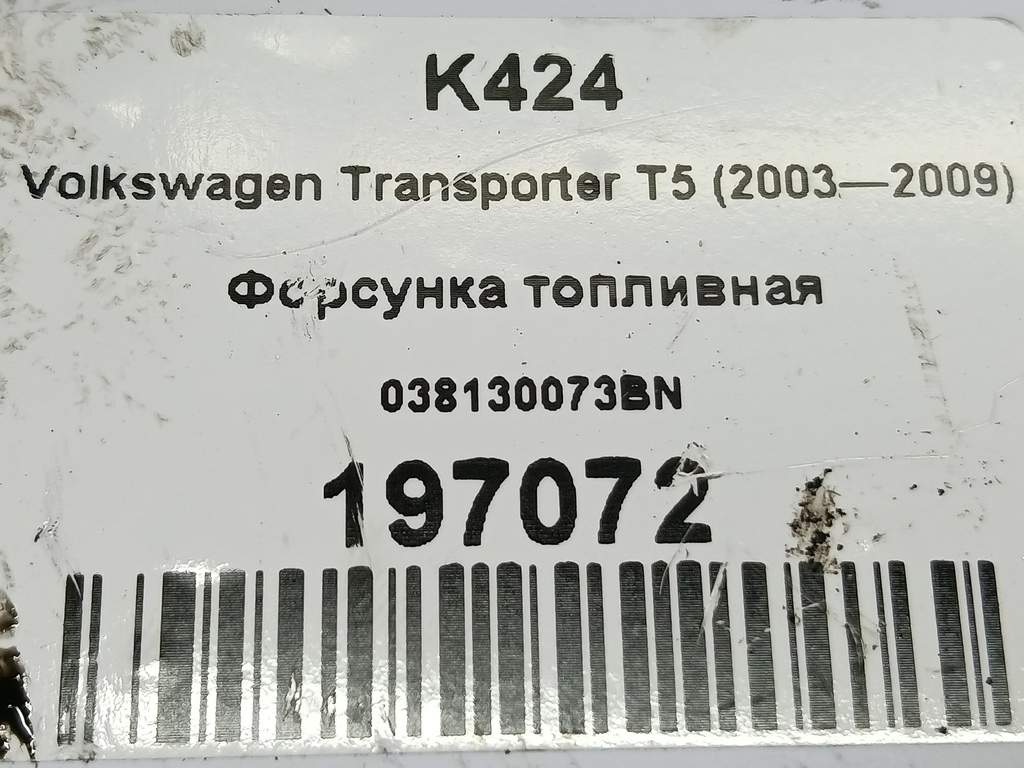 K424
Volkswagen Transporter T5 (2003—2009)
Форсунка топливная
038130073BN
197072